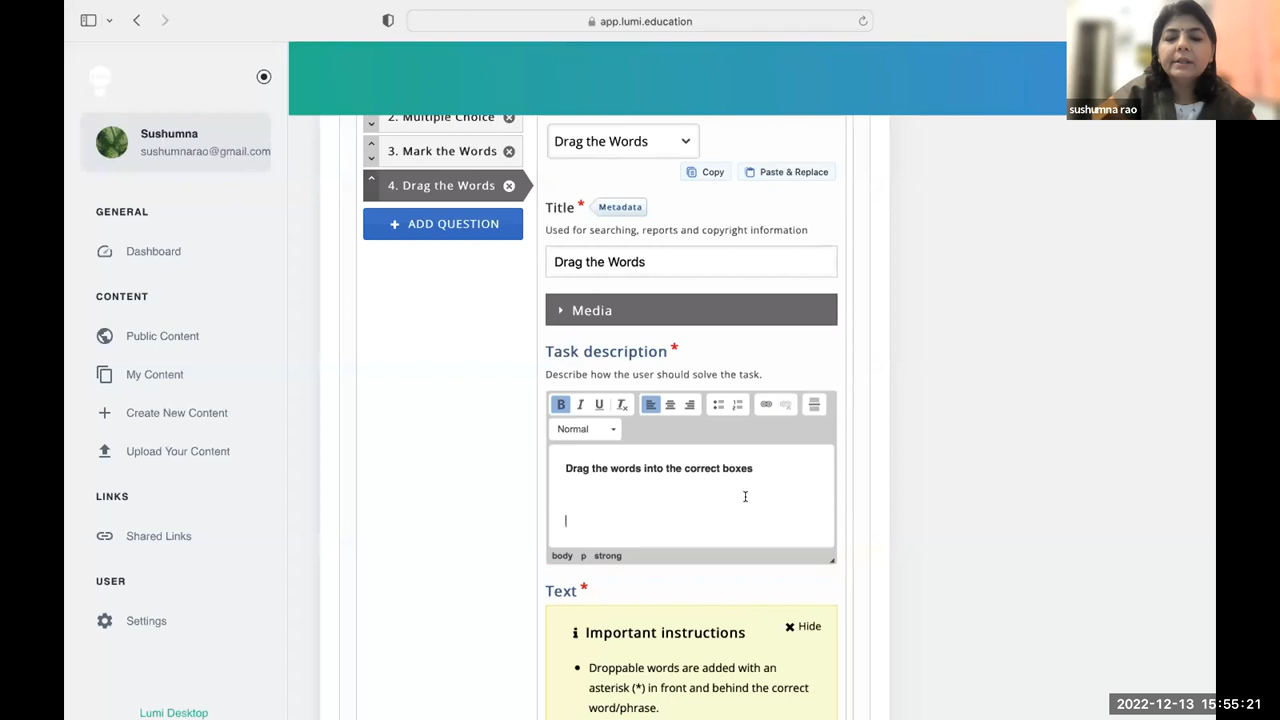 app.lumi.education
sushumna rao
Sushumna
sushumnarao@gmail.com
GENERAL
Dashboard
CONTENT
Public Content
My Content
Create New Content
Upload Your Content
LINKS
Shared Links
USER
Settings
Lumi Desktop
2. Multiple Choice
3. Mark the Words
4. Drag the Words
+ ADD QUESTION
Drag the Words
Copy
Paste & Replace
Title * Metadata
Used for searching, reports and copyright information
Drag the Words
Media
Task description *
Describe how the user should solve the task.
B I U Tx
Normal
Drag the words into the correct boxes
body p strong
Text *
Important instructions
Hide
• Droppable words are added with an
asterisk (*) in front and behind the correct
word/phrase.
2022-12-13 15:55:21